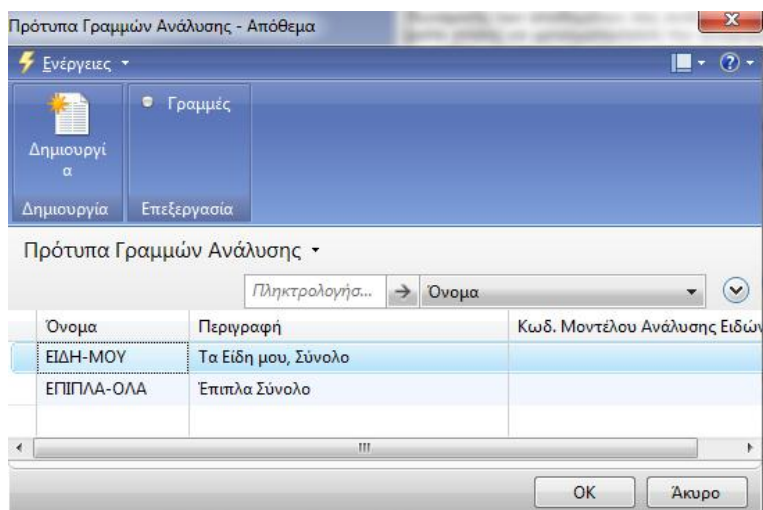 Πρότυπα Γραμμών Ανάλυσης - Απόθεμα
Ενέργειες
Γραμμές
Δημιουργί
α
Δημιουργία Επεξεργασία
Πρότυπα Γραμμών Ανάλυσης
Πληκτρολογήσ... Όνομα
Όνομα Περιγραφή Κωδ. Μοντέλου Ανάλυσης Ειδών
ΕΙΔΗ-ΜΟΥ Τα Είδη μου, Σύνολο
ΕΠΙΠΛΑ-ΟΛΑ Έπιπλα Σύνολο
OK Άκυρο